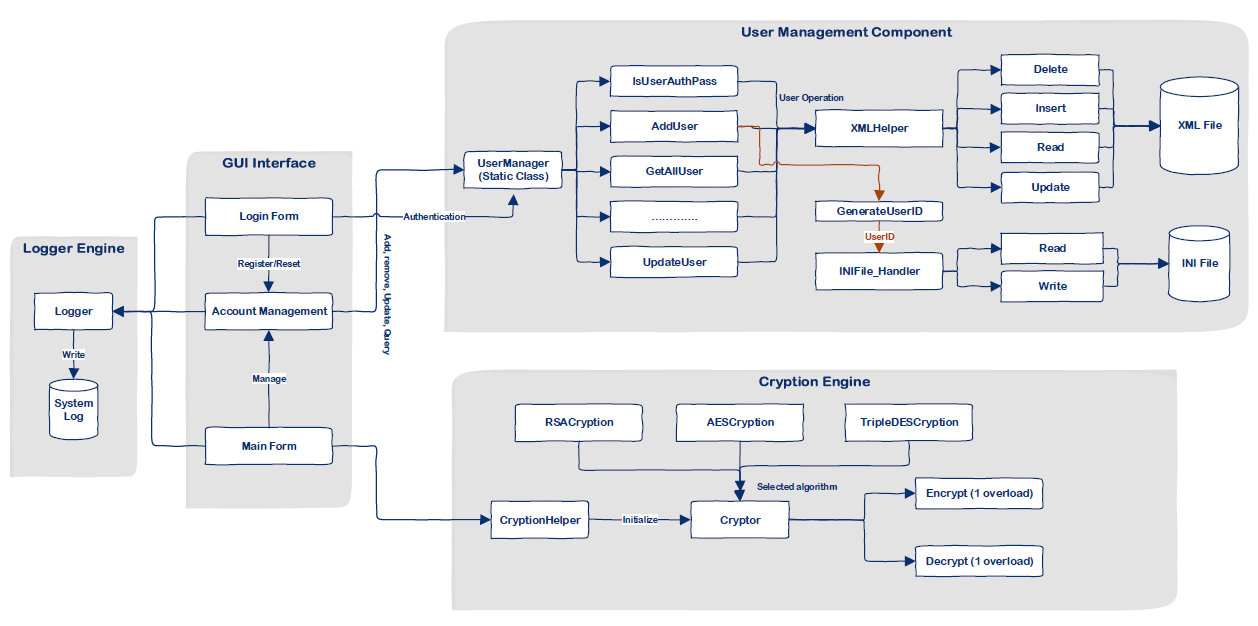 User Management Component
IsUserAuthPass
AddUser
GetAllUser
.............
UpdateUser
UserManager
(Static Class)
User Operation
XMLHelper
Delete
Insert
Read
Update
XML File
GenerateUserID
UserID
INIFile_Handler
Read
Write
INI File
GUI Interface
Login Form
Authentication
Register/Reset
Account Management
Add, remove, Update, Query
Manage
Main Form
Logger Engine
Logger
Write
System
Log
Cryption Engine
RSACryption
AESCryption
TripleDESCryption
Selected algorithm
CryptionHelper
Initialize
Cryptor
Encrypt (1 overload)
Decrypt (1 overload)